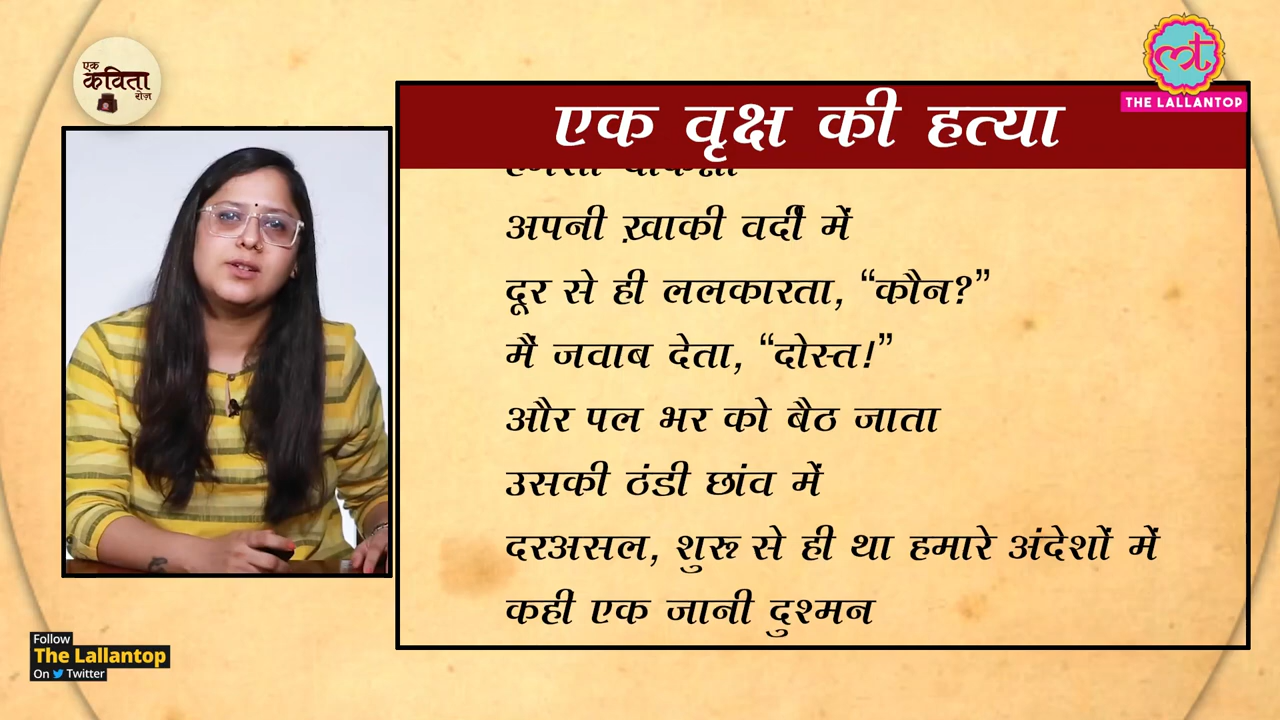 एक
कविता
रोज़
THE LALLANTOP
एक वृक्ष की हत्या
अपनी ख़ाकी वर्दी में
दूर से ही ललकारता, “कौन?”
मैं जवाब देता, “दोस्त!”
और पल भर को बैठ जाता
उसकी ठंडी छांव में
दरअसल, शुरू से ही था हमारे अंदेशों में
कही एक जानी दुश्मन
Follow
The Lallantop
On Twitter